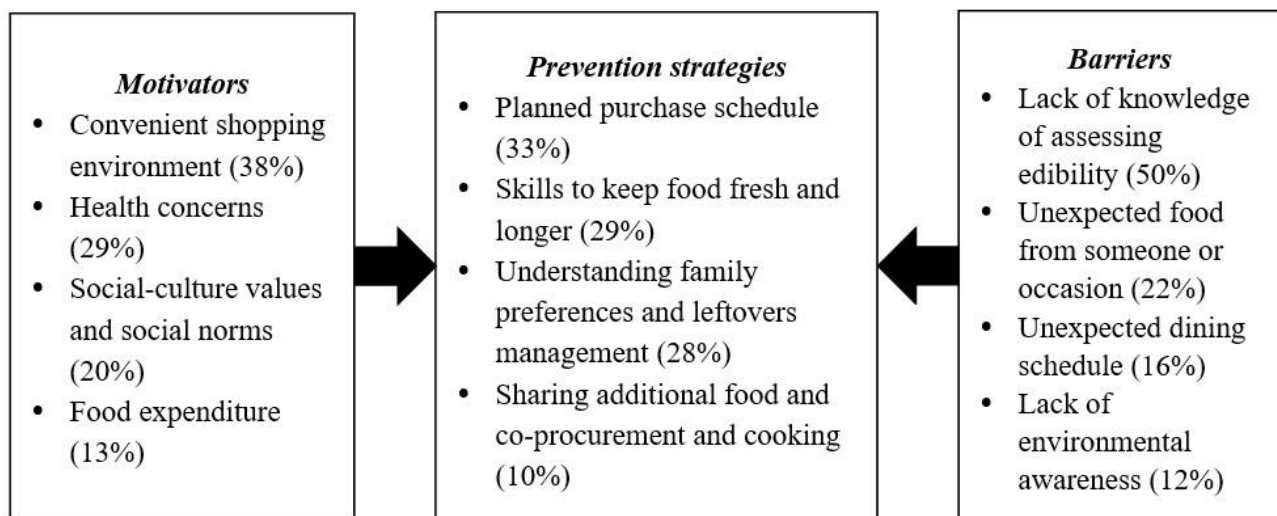 Motivators
• Convenient shopping
environment (38%)
• Health concerns
(29%)
• Social-culture values
and social norms
(20%)
• Food expenditure
(13%)
Prevention strategies
• Planned purchase schedule
(33%)
• Skills to keep food fresh and
longer (29%)
• Understanding family
preferences and leftovers
management (28%)
• Sharing additional food and
co-procurement and cooking
(10%)
Barriers
• Lack of knowledge
of assessing
edibility (50%)
• Unexpected food
from someone or
occasion (22%)
• Unexpected dining
schedule (16%)
• Lack of
environmental
awareness (12%)